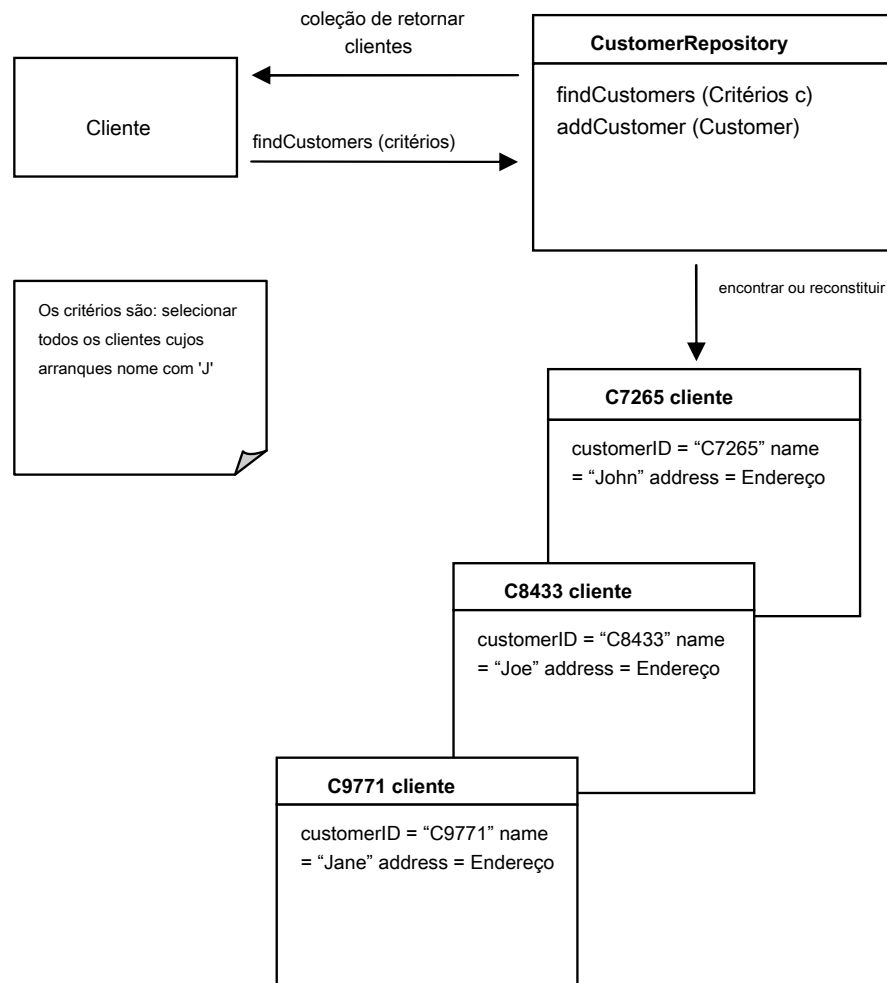 coleção de retornar
clientes
CustomerRepository
findCustomers (Critérios c)
addCustomer (Customer)
Cliente
findCustomers (critérios)
encontrar ou reconstituir
Os critérios são: selecionar
todos os clientes cujos
arranques nome com 'J'
C7265 cliente
customerID = “C7265” name
= “John” address = Endereço
C8433 cliente
customerID = “C8433” name
= “Joe” address = Endereço
C9771 cliente
customerID = “C9771” name
= “Jane” address = Endereço